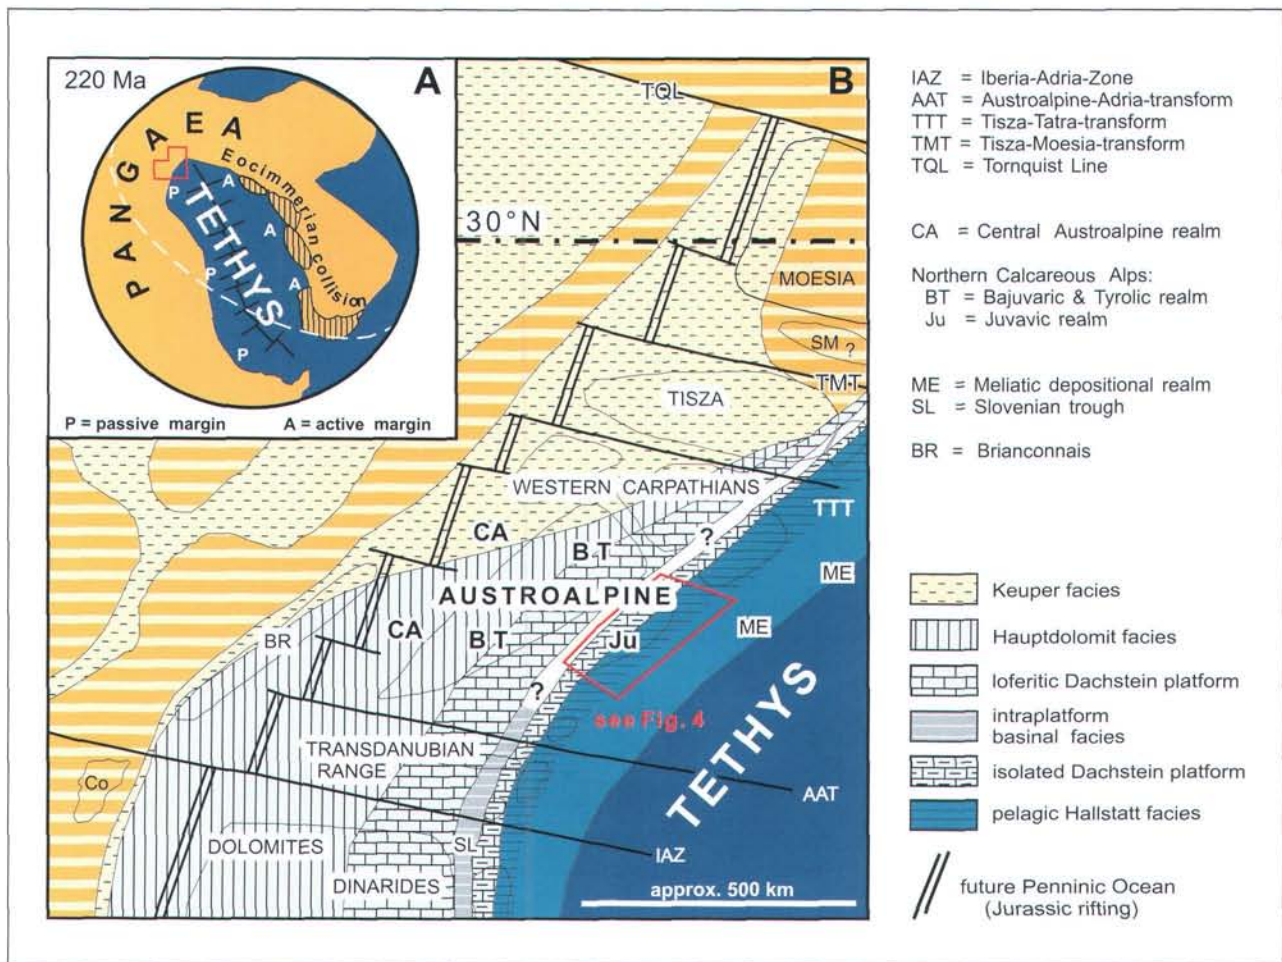 220 Ma
A
PANGAEA
Eocimmerian collision
TETHYS
P
P
P
A
A
A
P = passive margin A = active margin
B
TQL
30°N
MOESIA
SM ?
TMT
TISZA
WESTERN CARPATHIANS
TTT
CA
BT
?
ME
AUSTROALPINE
BR
CA
BT
Ju
ME
?
see Fig. 4
TRANSDANUBIAN
RANGE
TETHYS
Co
AAT
DOLOMITES
SL
IAZ
DINARIDES
approx. 500 km
IAZ = Iberia-Adria-Zone
AAT = Austroalpine-Adria-transform
TTT = Tisza-Tatra-transform
TMT = Tisza-Moesia-transform
TQL = Tornquist Line
CA = Central Austroalpine realm
Northern Calcareous Alps:
BT = Bajuvaric & Tyrolic realm
Ju = Juvavic realm
ME = Meliatic depositional realm
SL = Slovenian trough
BR = Brianconnais
Keuper facies
Hauptdolomit facies
loferitic Dachstein platform
intraplatform
basinal facies
isolated Dachstein platform
pelagic Hallstatt facies
future Penninic Ocean
(Jurassic rifting)